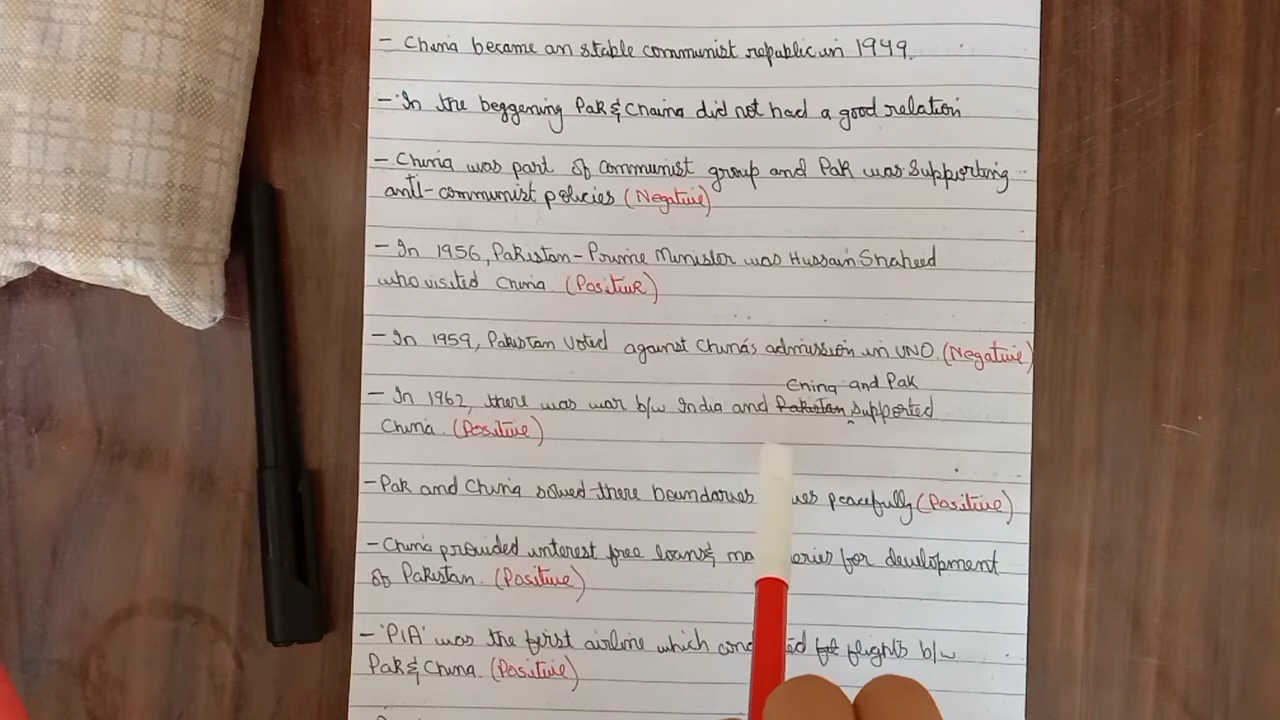 - China became an stable communist republic in 1949.
- In the beggening Pak & Chaina did not had a good relation
- China was part of communist group and Pak was supporting
anti-communist policies (Negative)
- In 1956, Pakistan-Prime Minister was Hussain Shaheed
who visited China (Positive)
- In 1959, Pakistan voted against China's admission in UNO. (Negative)
China and Pak
- In 1962, there was war b/w India and Pakistan supported
China. (Positive)
- Pak and China solved there boundaries peacefully (Positive)
- China provided interest free loans & for development
of Pakistan. (Positive)
- 'PIA' was the first airline which flights b/w
Pak & China. (Positive)